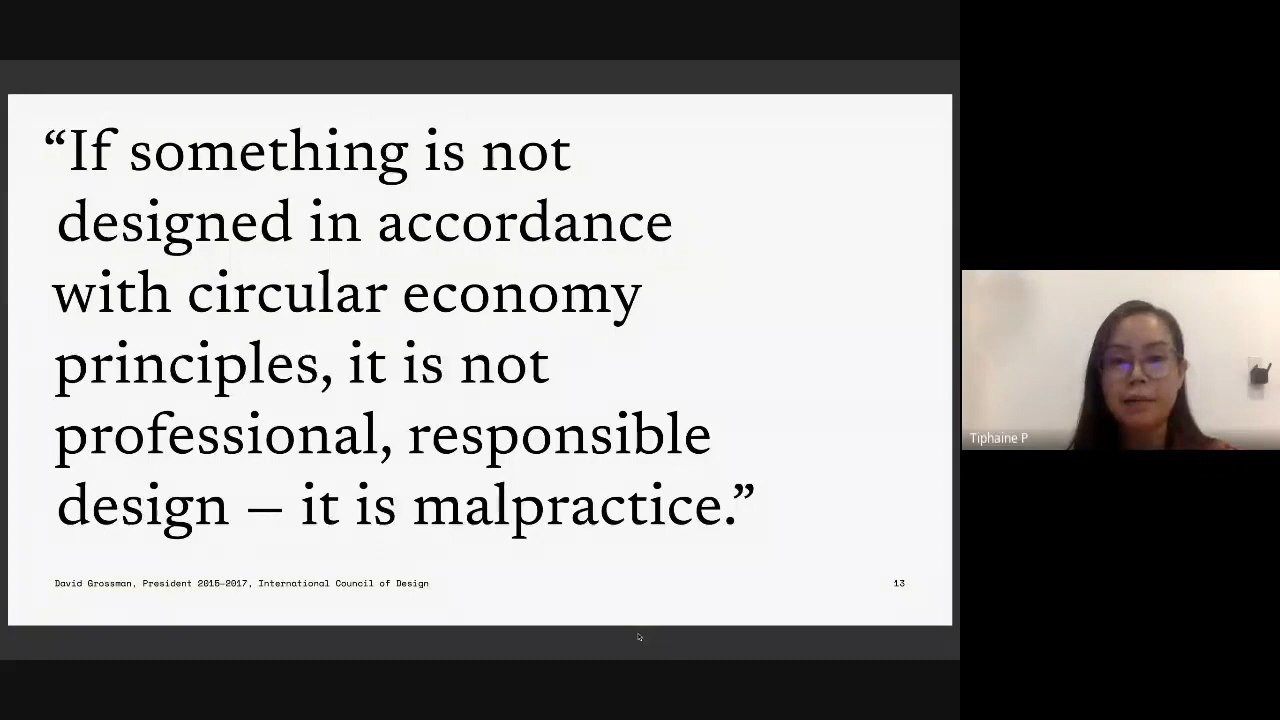 “If something is not
designed in accordance
with circular economy
principles, it is not
professional, responsible
design – it is malpractice.”
David Grossman, President 2015–2017, International Council of Design
13
Tiphaine P